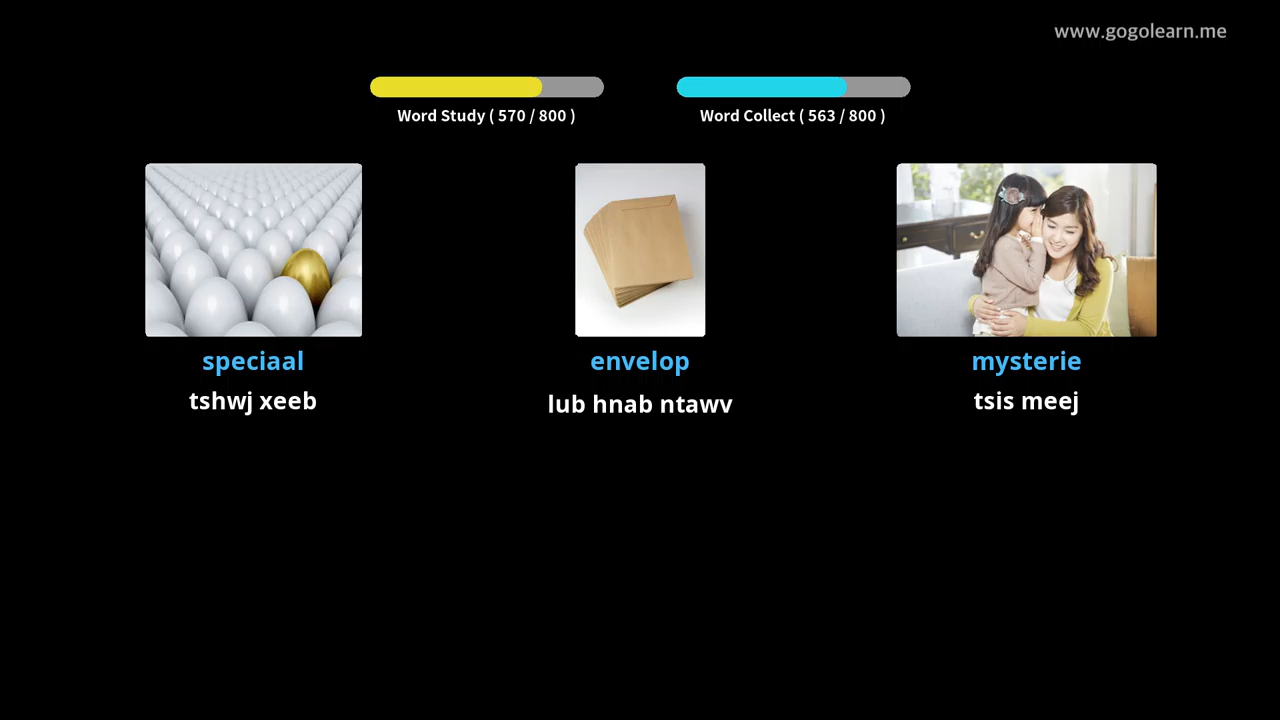 www.gogolearn.me
Word Study ( 570 / 800 )
Word Collect ( 563 / 800 )
speciaal
envelop
mysterie
tshwj xeeb
lub hnab ntawv
tsis meej